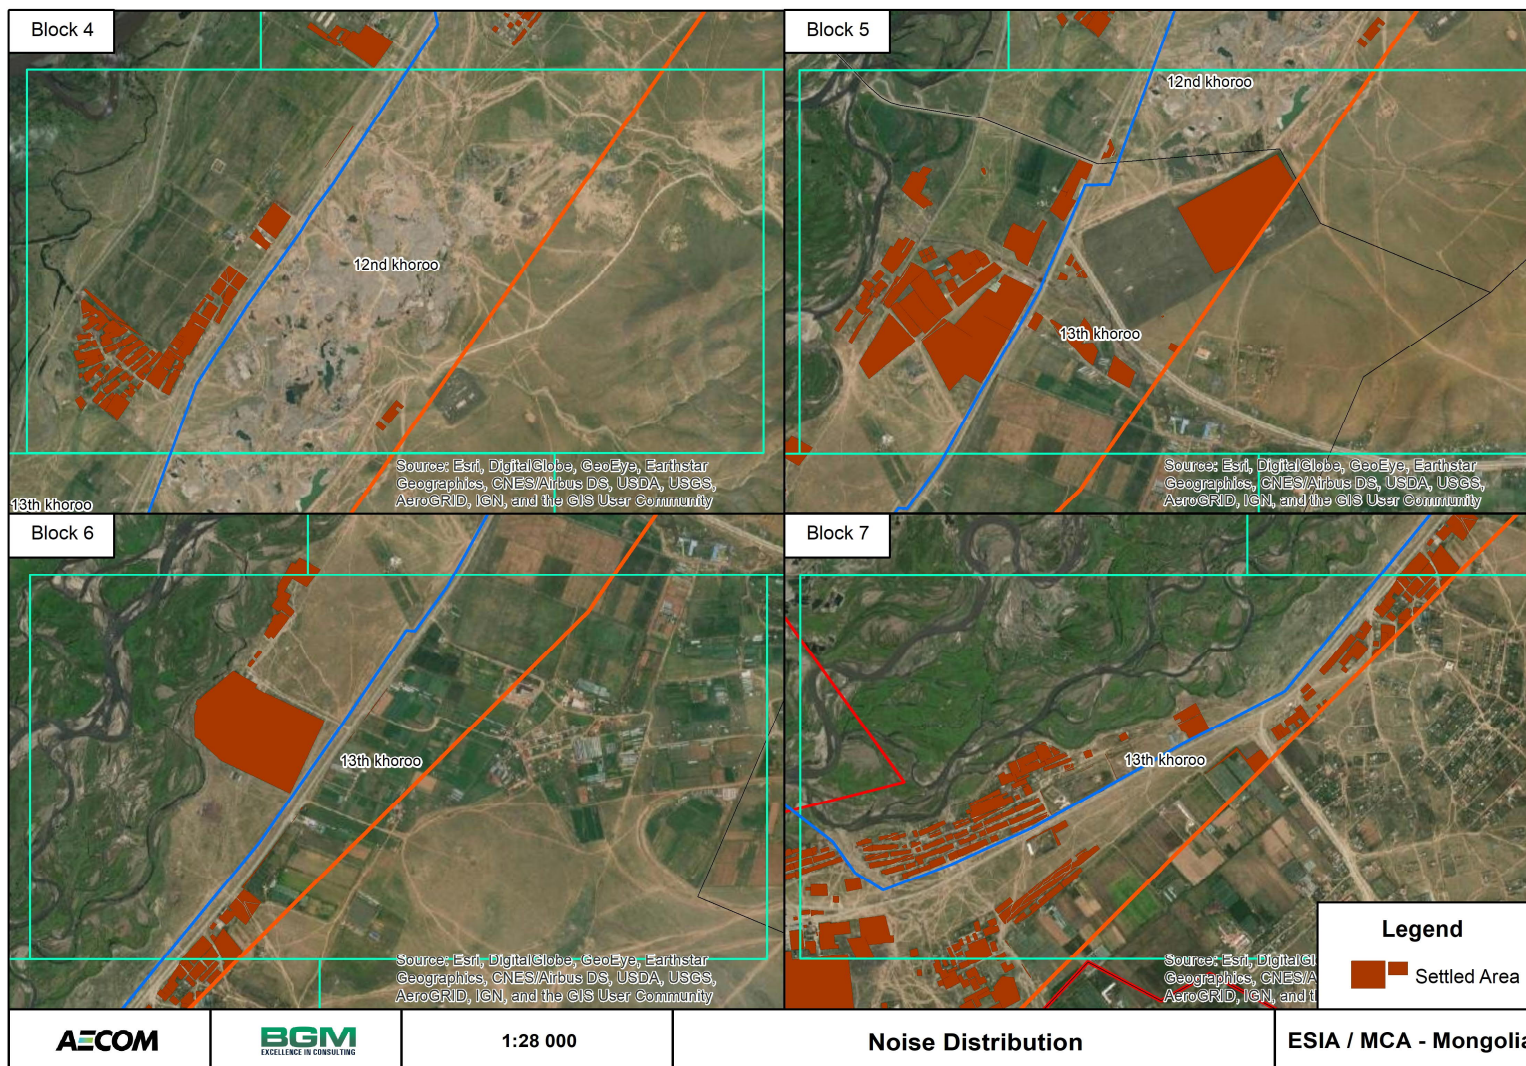 Block 4
12nd khoroo
13th khoroo
Source: Esri, DigitalGlobe, GeoEye, Earthstar
Geographics, CNES/Airbus DS, USDA, USGS,
AeroGRID, IGN, and the GIS User Community
Block 5
12nd khoroo
13th khoroo
Source: Esri, DigitalGlobe, GeoEye, Earthstar
Geographics, CNES/Airbus DS, USDA, USGS,
AeroGRID, IGN, and the GIS User Community
Block 6
13th khoroo
Source: Esri, DigitalGlobe, GeoEye, Earthstar
Geographics, CNES/Airbus DS, USDA, USGS,
AeroGRID, IGN, and the GIS User Community
Block 7
13th khoroo
Source: Esri, DigitalGl
Geographics, CNES/A
AeroGRID, IGN, and t
Legend
Settled Area
AECOM
BGM
EXCELLENCE IN CONSULTING
1:28 000
Noise Distribution
ESIA / MCA - Mongolia